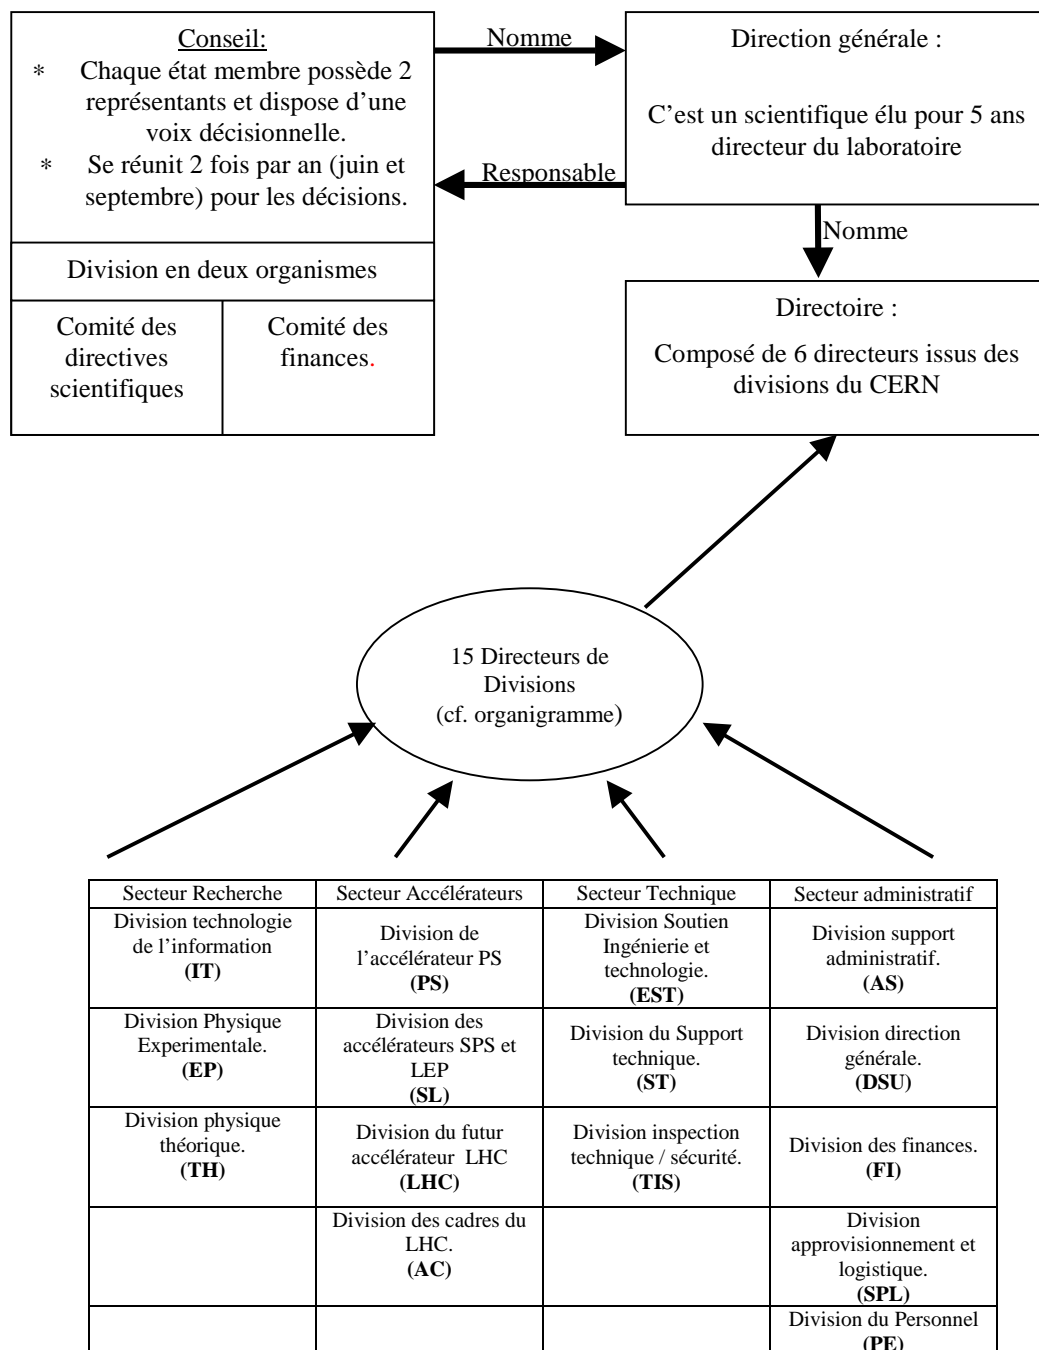 Conseil:
* Chaque état membre possède 2
représentants et dispose d’une
voix décisionnelle.
* Se réunit 2 fois par an (juin et
septembre) pour les décisions.
Division en deux organismes
Comité des
directives
scientifiques
Comité des
finances.
Nomme
Responsable
Direction générale :
C’est un scientifique élu pour 5 ans
directeur du laboratoire
Nomme
Directoire :
Composé de 6 directeurs issus des
divisions du CERN
15 Directeurs de
Divisions
(cf. organigramme)
Secteur Recherche
Secteur Accélérateurs
Secteur Technique
Secteur administratif
Division technologie
de l’information
(IT)
Division de
l’accélérateur PS
(PS)
Division Soutien
Ingénierie et
technologie.
(EST)
Division support
administratif.
(AS)
Division Physique
Experimentale.
(EP)
Division des
accélérateurs SPS et
LEP
(SL)
Division du Support
technique.
(ST)
Division direction
générale.
(DSU)
Division physique
théorique.
(TH)
Division du futur
accélérateur LHC
(LHC)
Division inspection
technique / sécurité.
(TIS)
Division des finances.
(FI)
Division des cadres du
LHC.
(AC)
Division
approvisionnement et
logistique.
(SPL)
Division du Personnel
(PE)